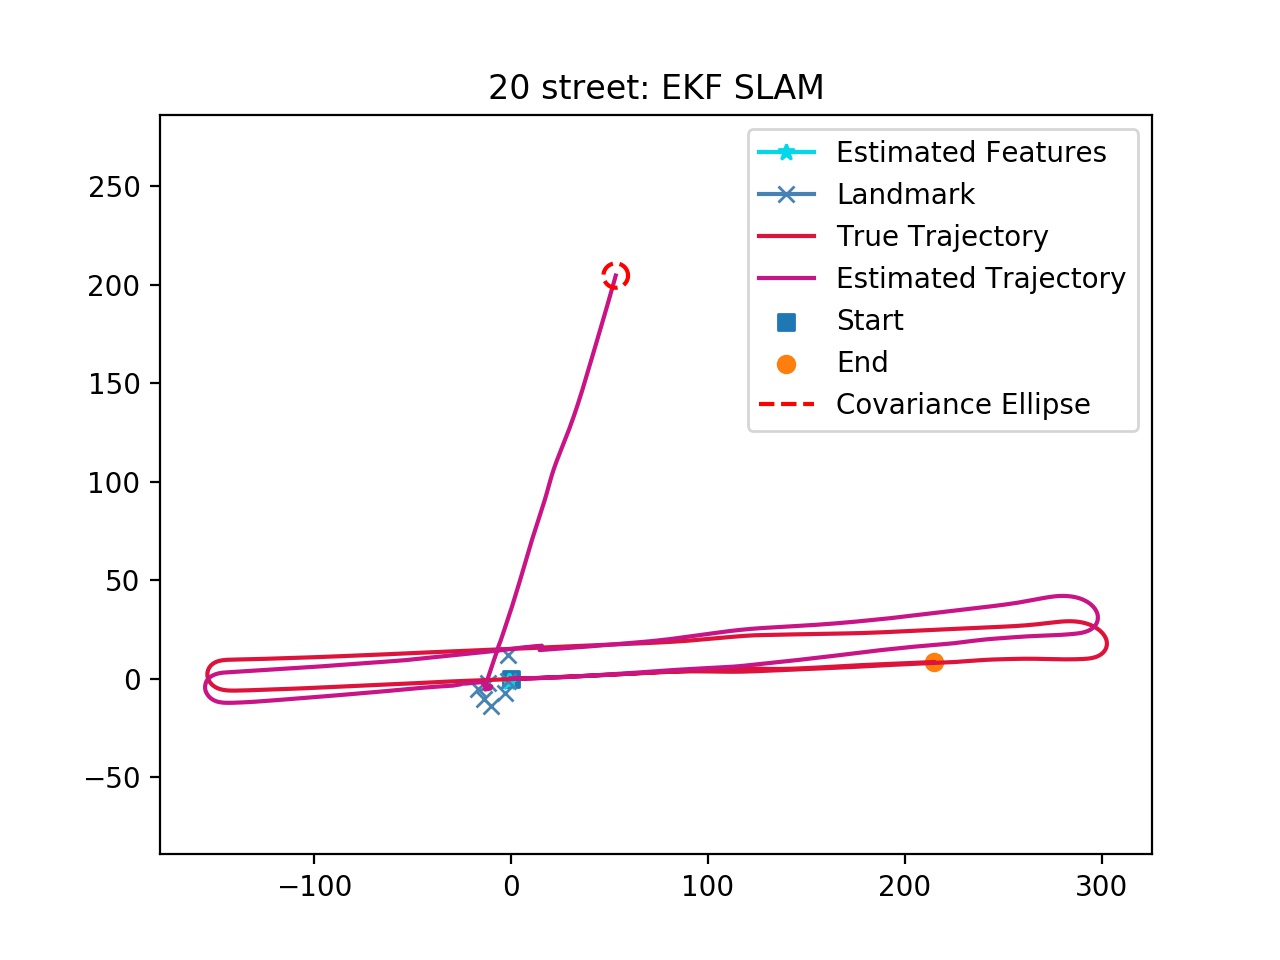 20 street: EKF SLAM
Estimated Features
Landmark
True Trajectory
Estimated Trajectory
Start
End
Covariance Ellipse
250
200
150
100
50
0
−50
−100 0 100 200 300